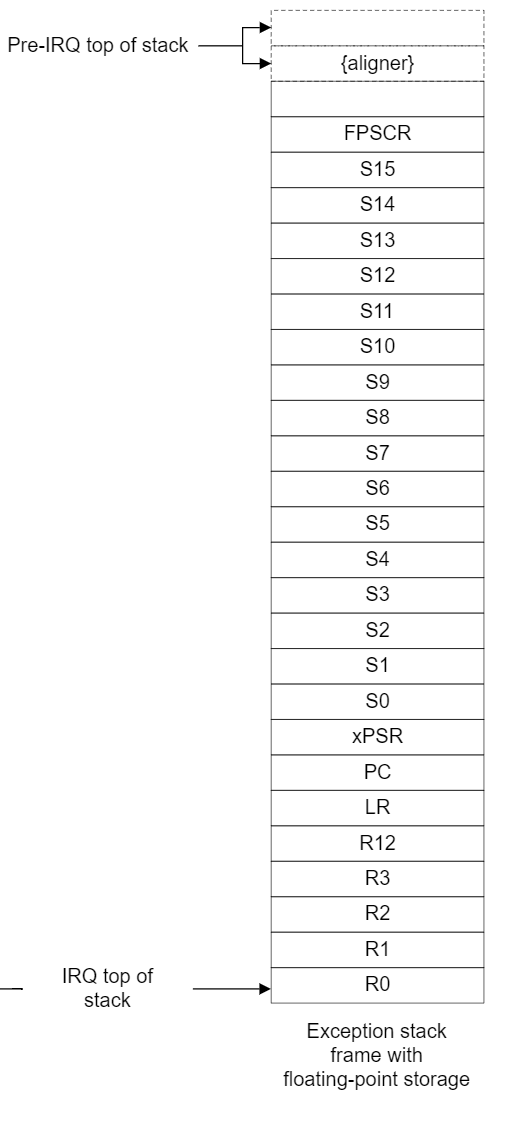 Pre-IRQ top of stack
{aligner}
FPSCR
S15
S14
S13
S12
S11
S10
S9
S8
S7
S6
S5
S4
S3
S2
S1
S0
xPSR
PC
LR
R12
R3
R2
R1
IRQ top of
stack
R0
Exception stack
frame with
floating-point storage